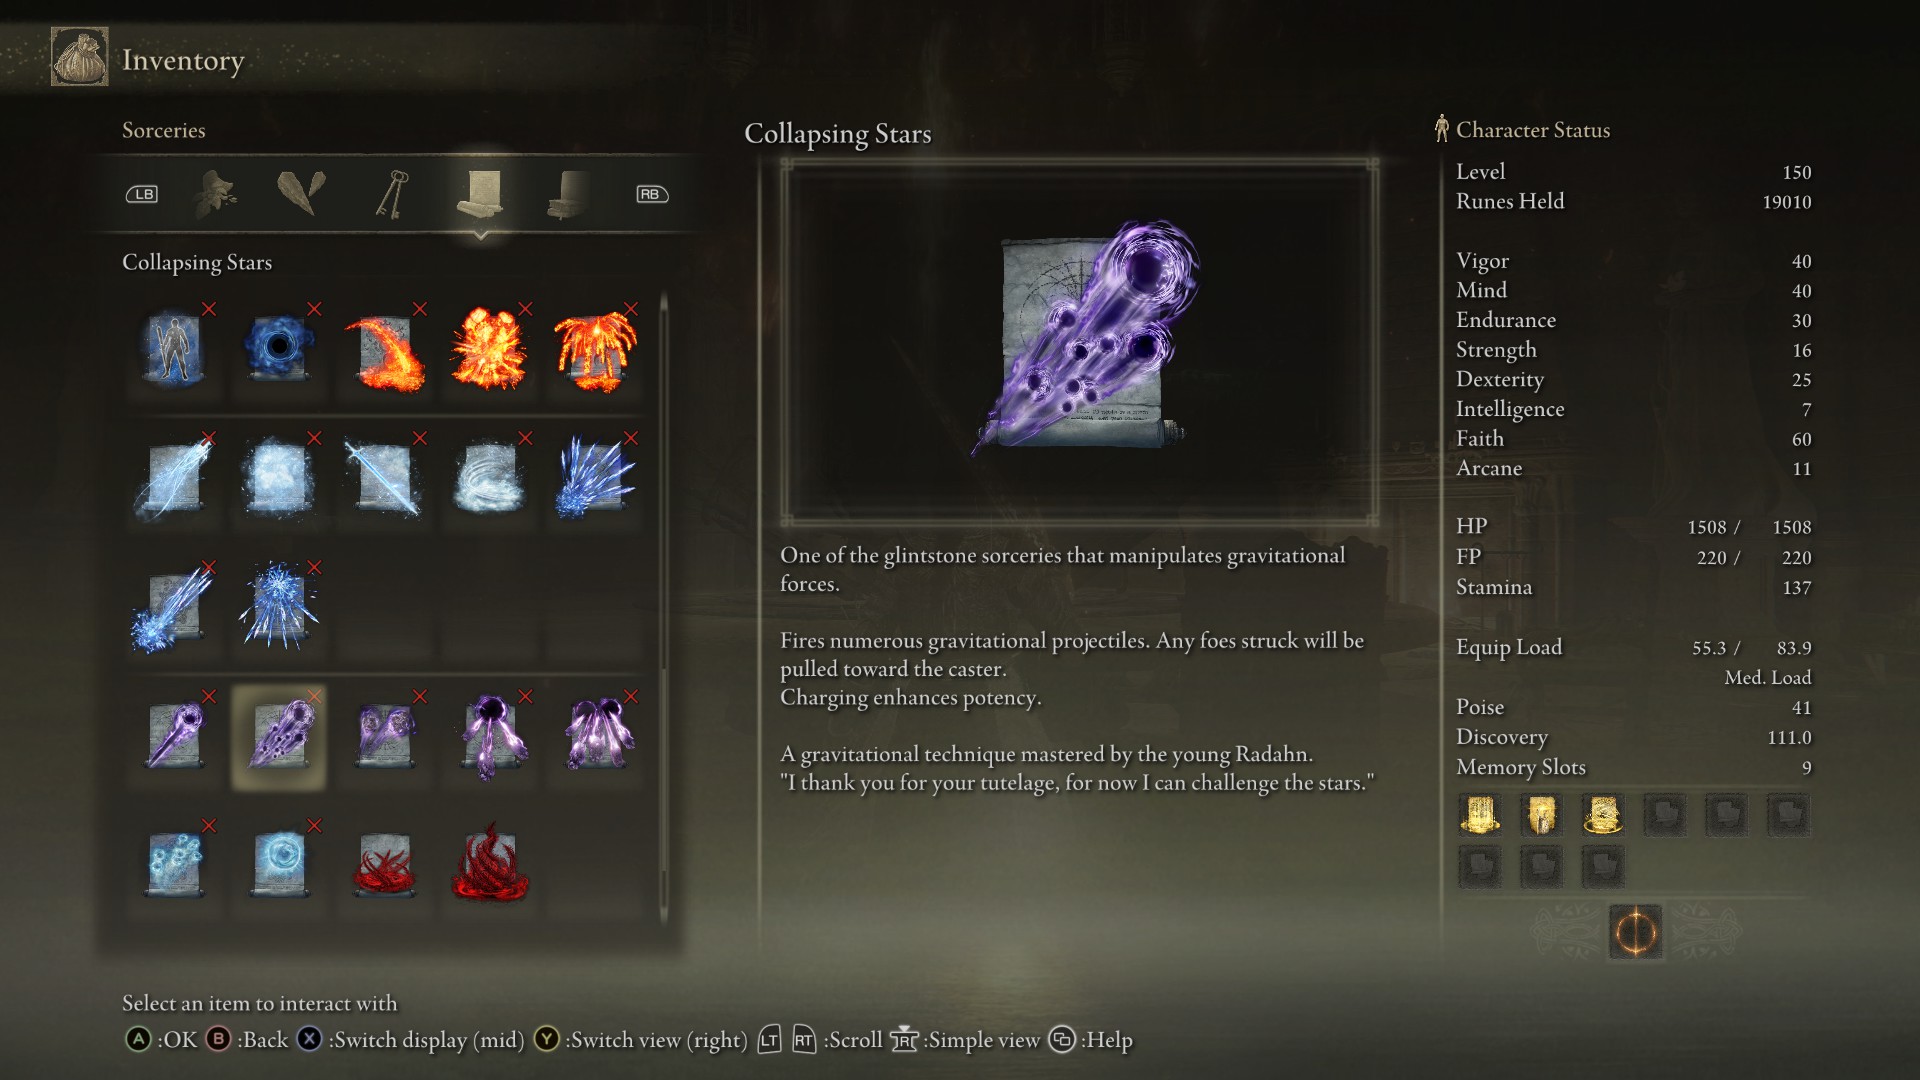 Inventory
Sorceries
LB
RB
Collapsing Stars
Collapsing Stars
One of the glintstone sorceries that manipulates gravitational
forces.
Fires numerous gravitational projectiles. Any foes struck will be
pulled toward the caster.
Charging enhances potency.
A gravitational technique mastered by the young Radahn.
"I thank you for your tutelage, for now I can challenge the stars."
Character Status
Level 150
Runes Held 19010
Vigor 40
Mind 40
Endurance 30
Strength 16
Dexterity 25
Intelligence 7
Faith 60
Arcane 11
HP 1508 / 1508
FP 220 / 220
Stamina 137
Equip Load 55.3 / 83.9
Med. Load
Poise 41
Discovery 111.0
Memory Slots 9
Select an item to interact with
A :OK B :Back X :Switch display (mid) Y :Switch view (right) LT RT :Scroll R :Simple view :Help